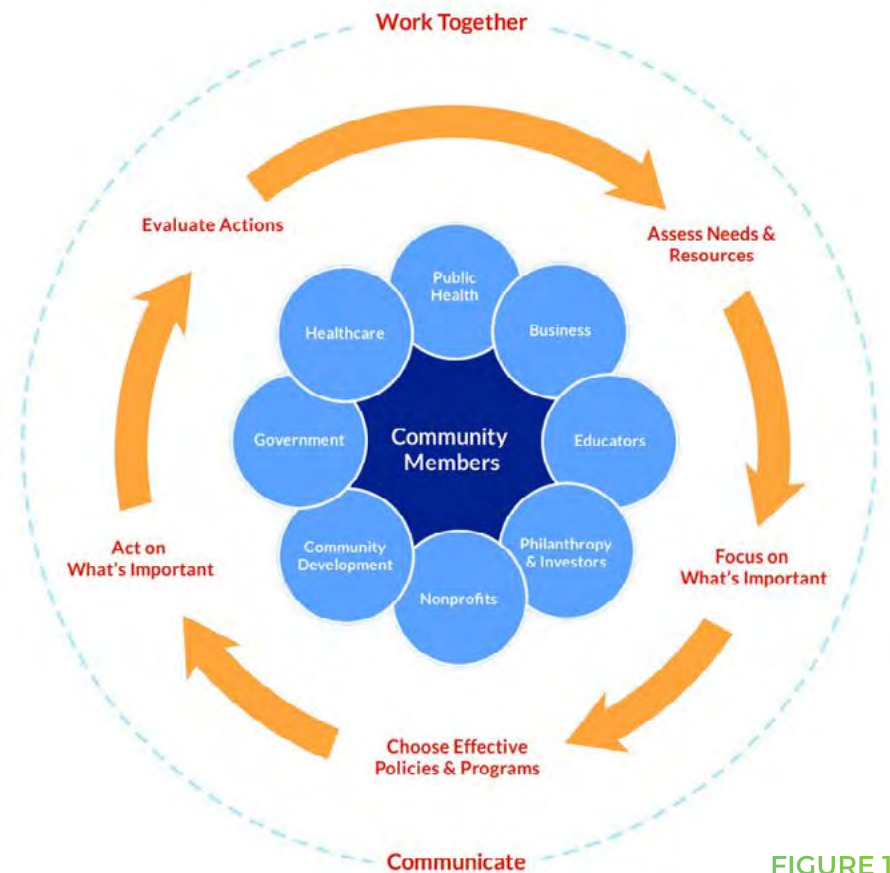 Work Together
Evaluate Actions
Assess Needs &
Resources
Public
Health
Healthcare
Business
Government
Community
Members
Educators
Community
Development
Philanthropy
& Investors
Nonprofits
Act on
What's Important
Focus on
What's Important
Choose Effective
Policies & Programs
Communicate
FIGURE 1